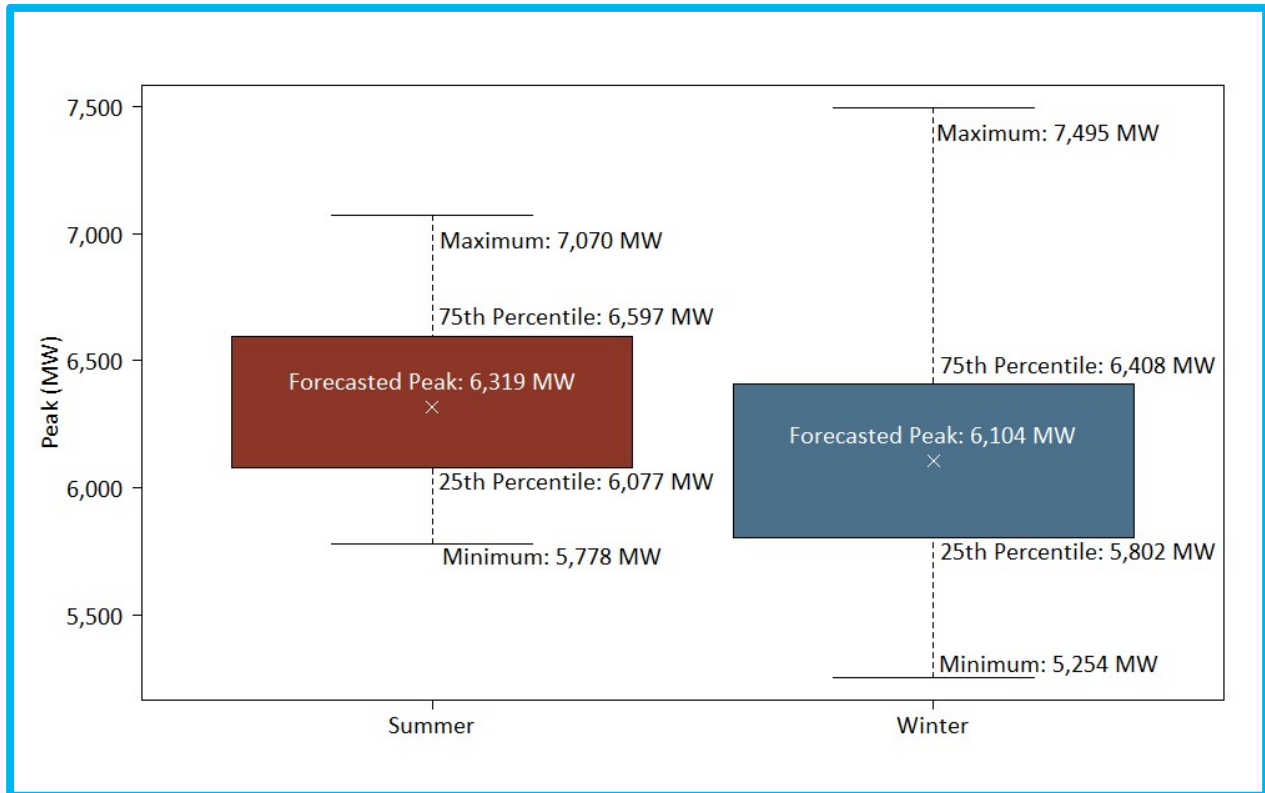 7,500
Maximum: 7,495 MW
7,000
Maximum: 7,070 MW
75th Percentile: 6,597 MW
Peak (MW)
6,500
75th Percentile: 6,408 MW
Forecasted Peak: 6,319 MW
Forecasted Peak: 6,104 MW
6,000
25th Percentile: 6,077 MW
25th Percentile: 5,802 MW
Minimum: 5,778 MW
5,500
Minimum: 5,254 MW
Summer
Winter